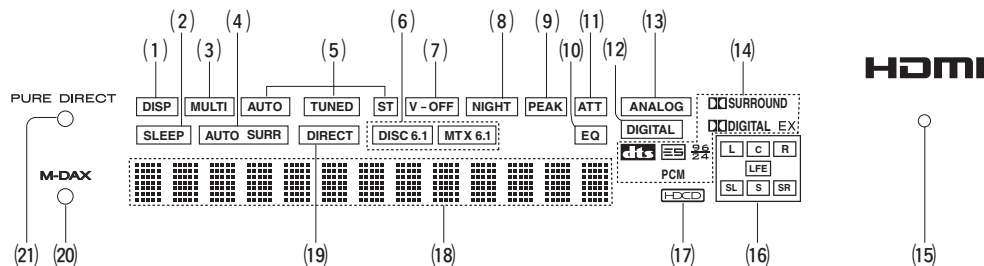 (1) (2) (3) (4) (5) (6) (7) (8) (9) (10) (11) (12) (13) (14)
HDMI
PURE DIRECT
DISP MULTI AUTO TUNED ST V – OFF NIGHT PEAK ATT ANALOG
SLEEP AUTO SURR DIRECT DISC 6.1 MTX 6.1 EQ DIGITAL
SURROUND
DIGITAL EX
dts ES 96/24
PCM
HDCD
L C R
LFE
SL S SR
M-DAX
(21) (20) (19) (18) (17) (16) (15)